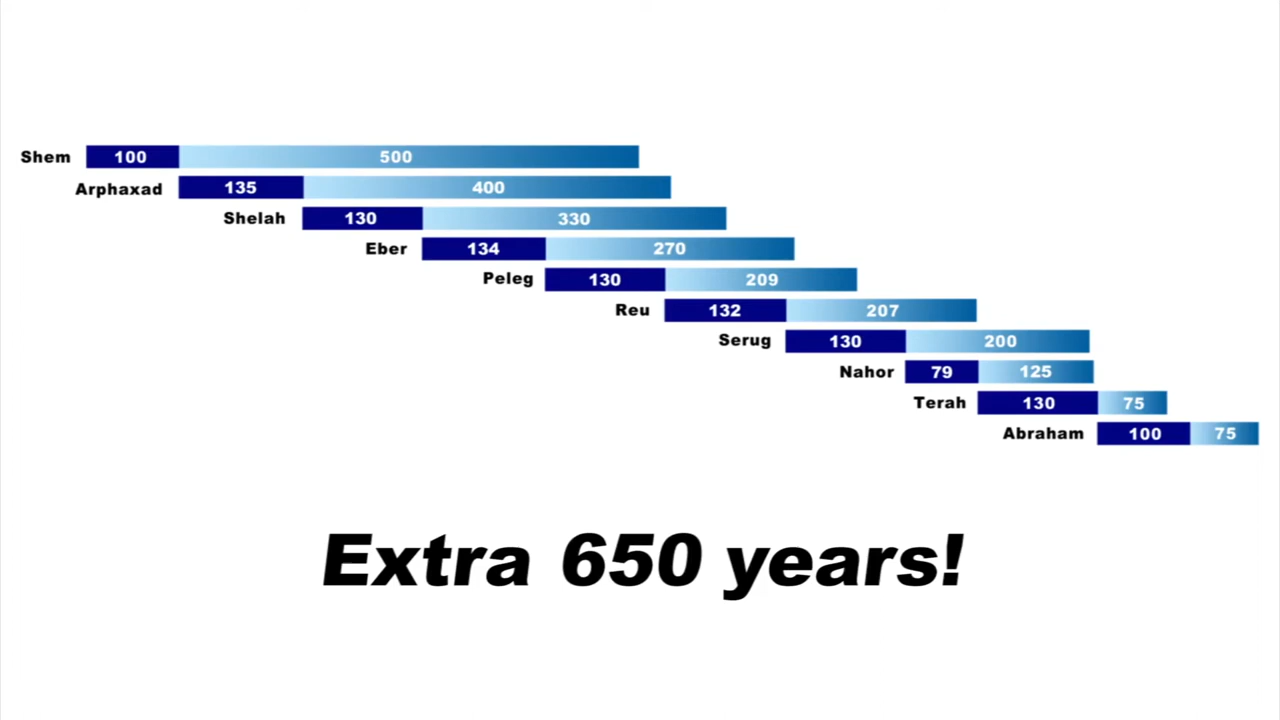 Shem 100 500
Arphaxad 135 400
Shelah 130 330
Eber 134 270
Peleg 130 209
Reu 132 207
Serug 130 200
Nahor 79 125
Terah 130 75
Abraham 100 75
Extra 650 years!